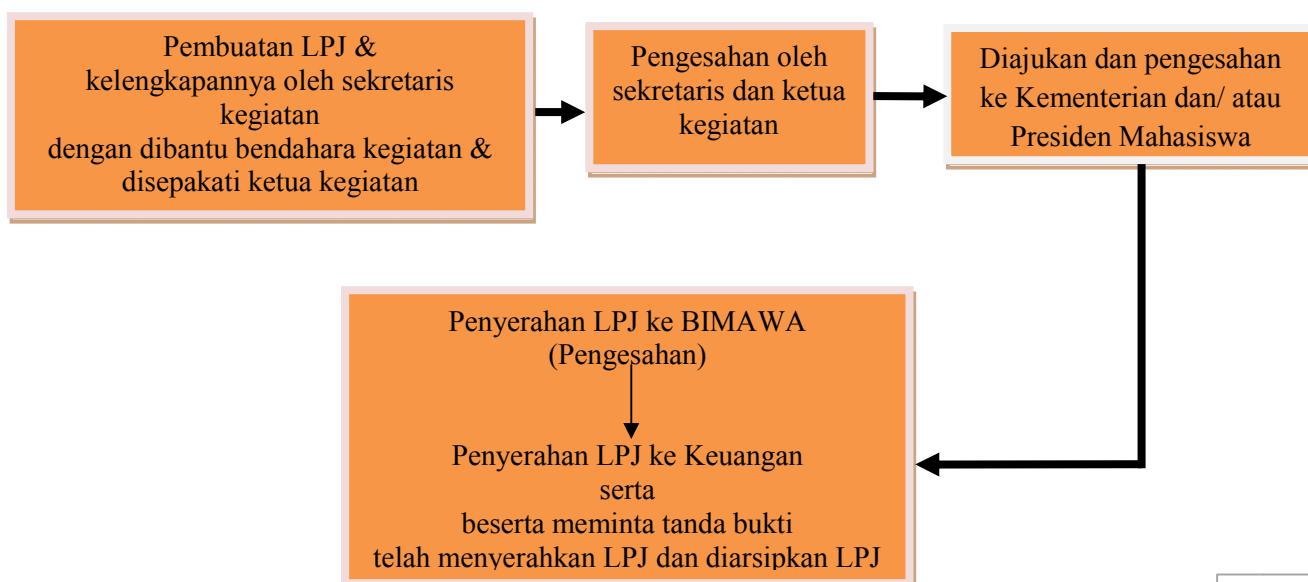 Pembuatan LPJ &
kelengkapannya oleh sekretaris
kegiatan
dengan dibantu bendahara kegiatan &
disepakati ketua kegiatan
Pengesahan oleh
sekretaris dan ketua
kegiatan
Diajukan dan pengesahan
ke Kementerian dan/ atau
Presiden Mahasiswa
Penyerahan LPJ ke BIMAWA
(Pengesahan)
Penyerahan LPJ ke Keuangan
serta
beserta meminta tanda bukti
telah menyerahkan LPJ dan diarsipkan LPJ